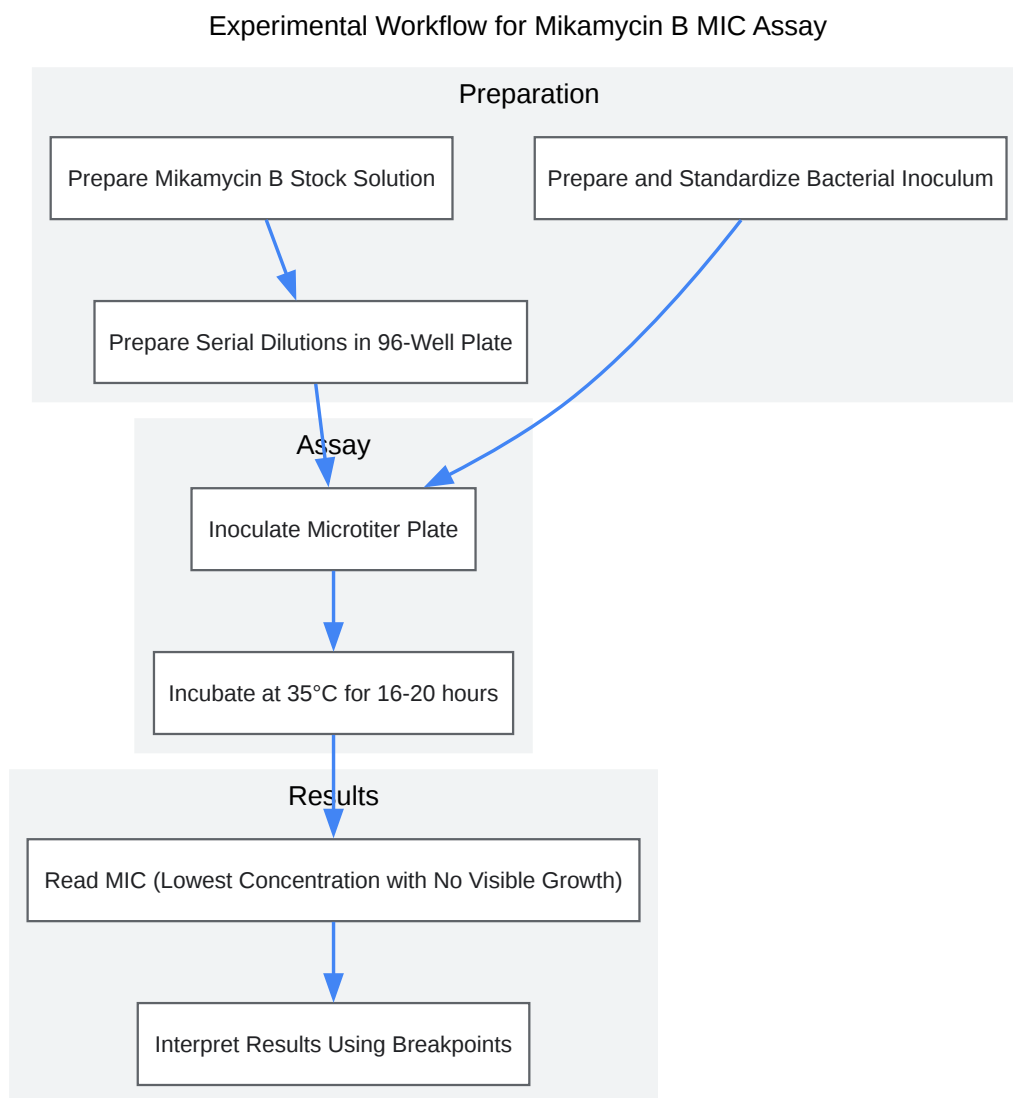 Experimental Workflow for Mikamycin B MIC Assay
Preparation
Prepare Mikamycin B Stock Solution
Prepare and Standardize Bacterial Inoculum
Prepare Serial Dilutions in 96-Well Plate
Assay
Inoculate Microtiter Plate
Incubate at 35°C for 16-20 hours
Results
Read MIC (Lowest Concentration with No Visible Growth)
Interpret Results Using Breakpoints